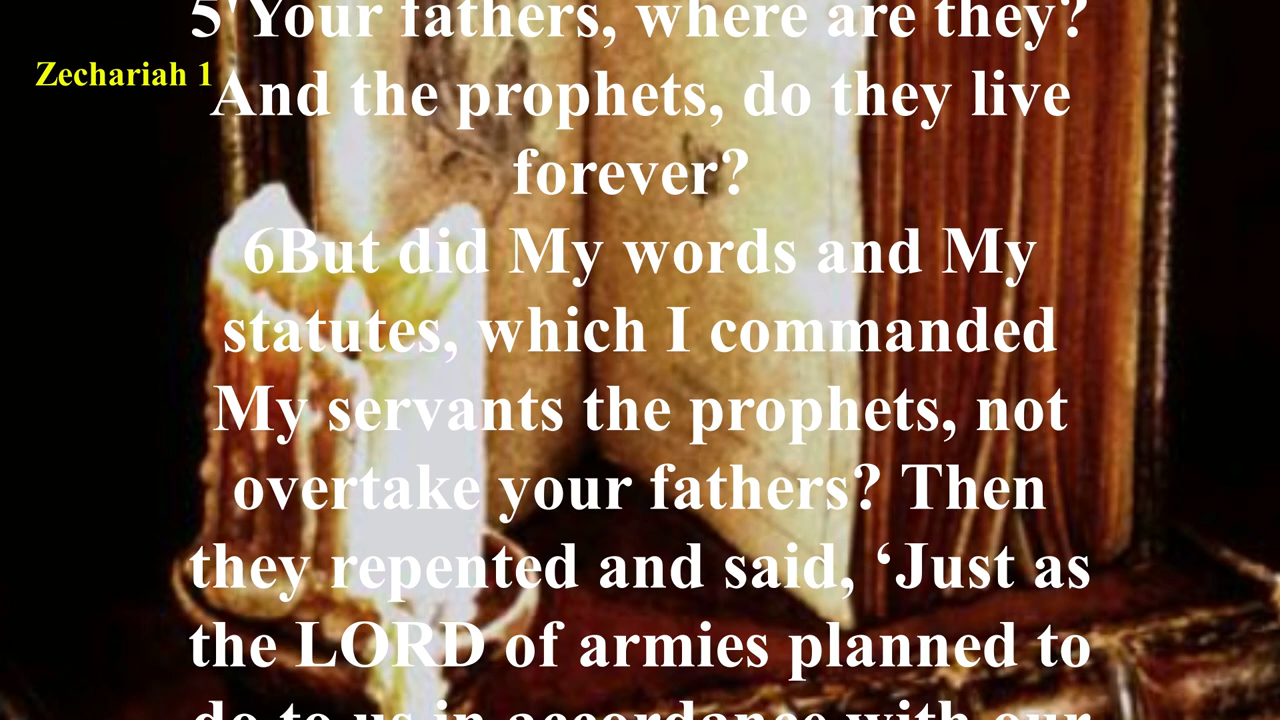 5'Your fathers, where are they?
Zechariah 1
And the prophets, do they live
forever?
6But did My words and My
statutes, which I commanded
My servants the prophets, not
overtake your fathers? Then
they repented and said, ‘Just as
the LORD of armies planned to
do to us in accordance with our